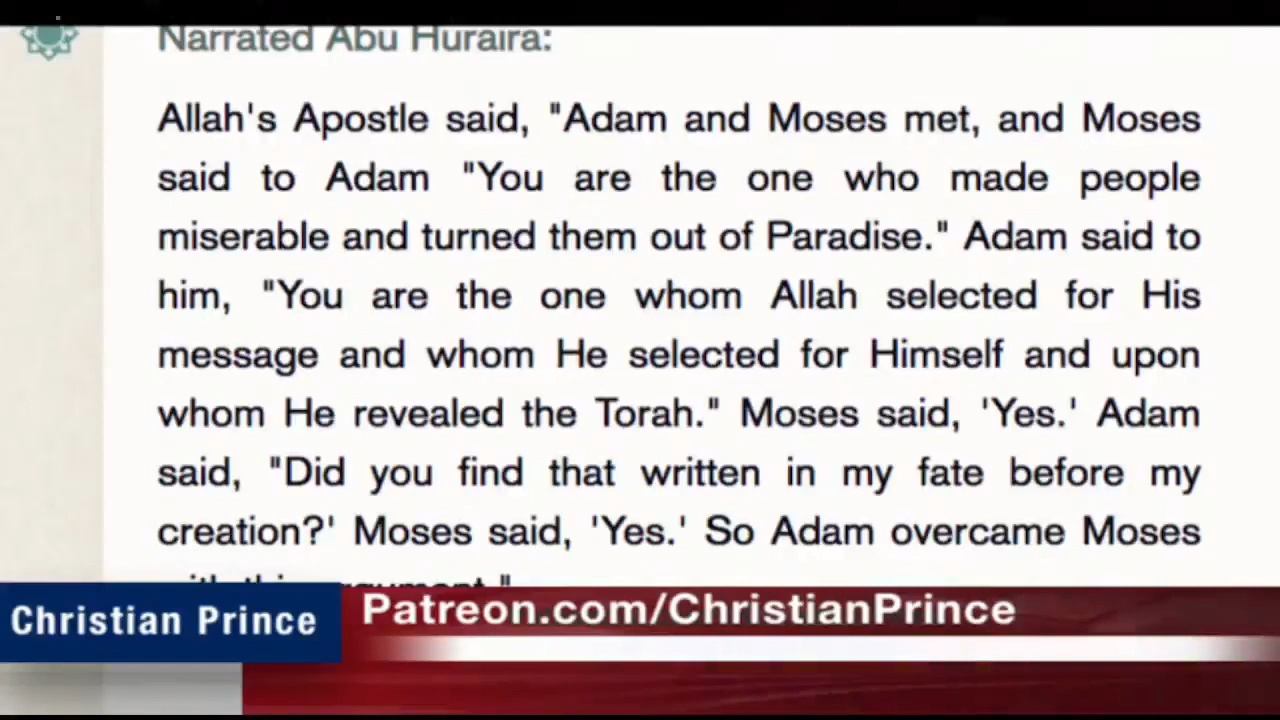 Narrated Abu Huraira:
Allah's Apostle said, "Adam and Moses met, and Moses
said to Adam "You are the one who made people
miserable and turned them out of Paradise." Adam said to
him, "You are the one whom Allah selected for His
message and whom He selected for Himself and upon
whom He revealed the Torah." Moses said, 'Yes.' Adam
said, "Did you find that written in my fate before my
creation?' Moses said, 'Yes.' So Adam overcame Moses
with this argument."
Christian Prince
Patreon.com/ChristianPrince